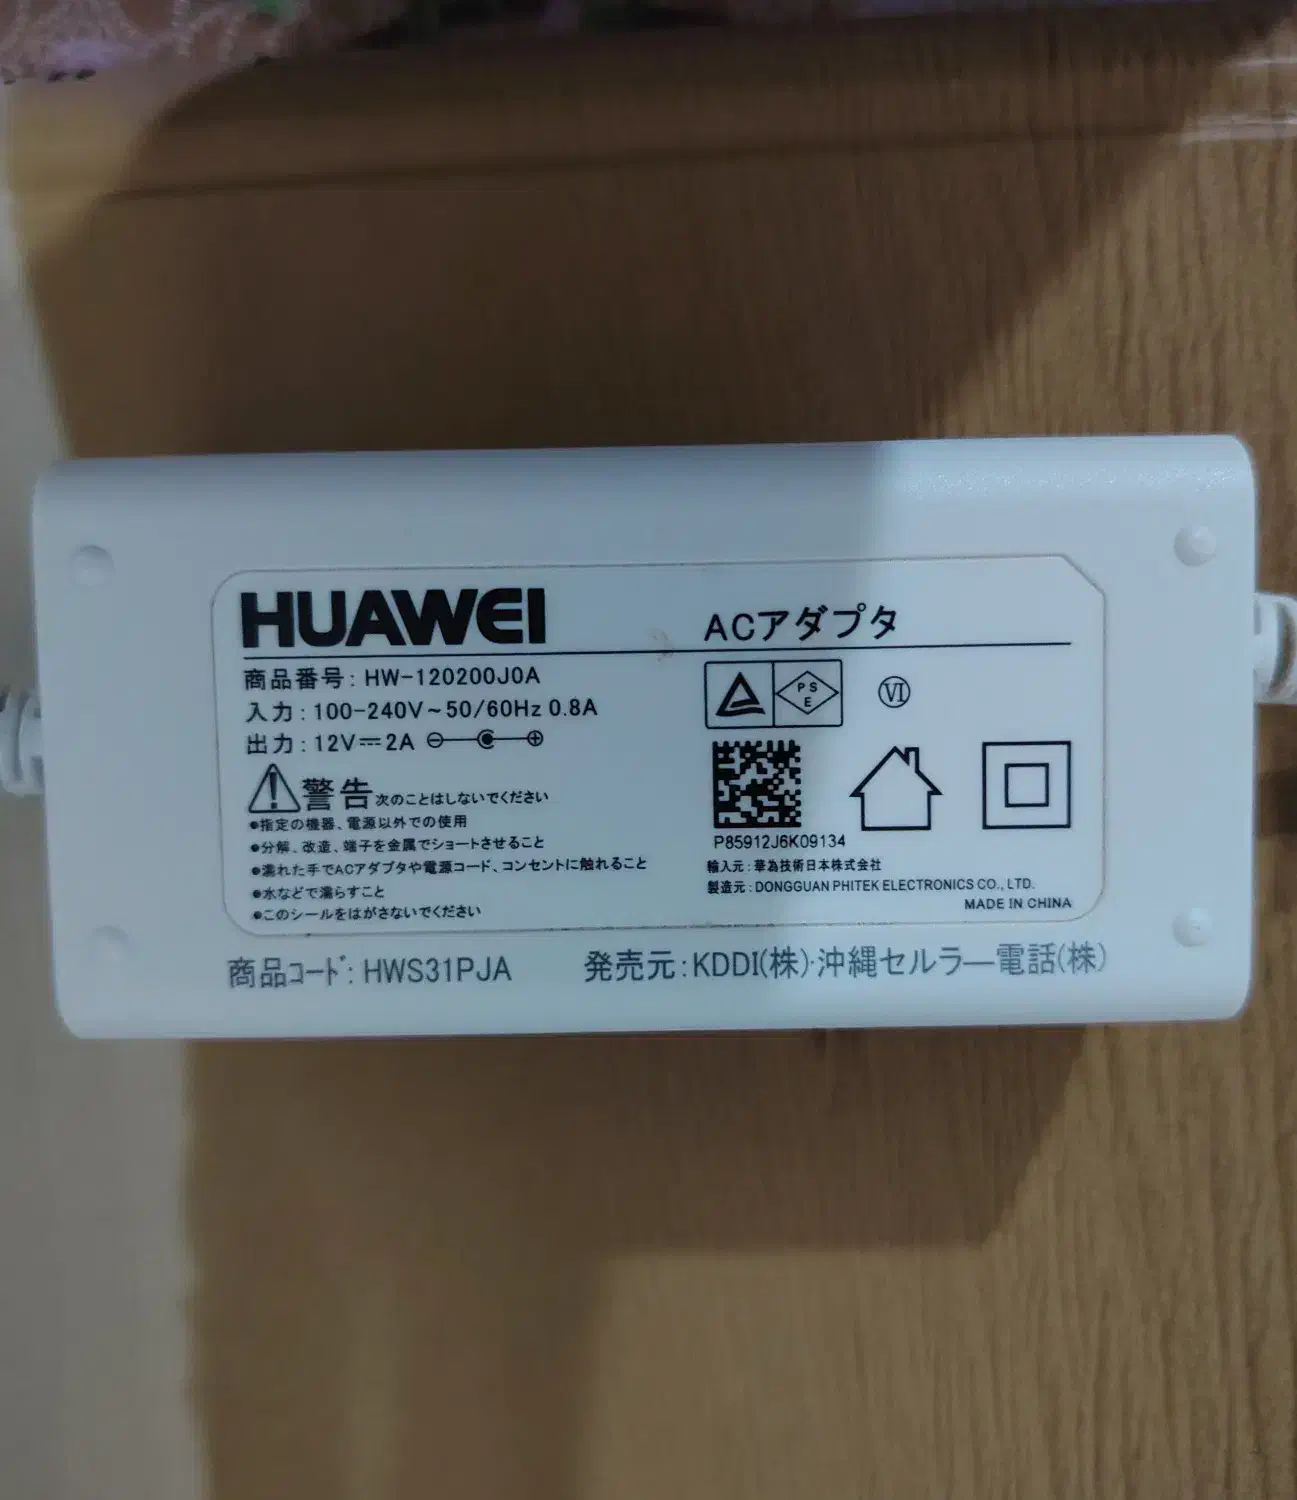 HUAWEI
ACアダプタ
商品番号: HW-120200J0A
入力: 100-240V~50/60Hz 0.8A
出力: 12V⎓2A
警告 次のことはしないでください
●指定の機器、電源以外での使用
●分解、改造、端子を金属でショートさせること
●濡れた手でACアダプタや電源コード、コンセントに触れること
●水などで濡らすこと
●このシールをはがさないでください
PSE
Ⅵ
P85912J6K09134
輸入元:華為技術日本株式会社
製造元:DONGGUAN PHITEK ELECTRONICS CO., LTD.
MADE IN CHINA
商品コード: HWS31PJA
発売元:KDDI(株)・沖縄セルラー電話(株)